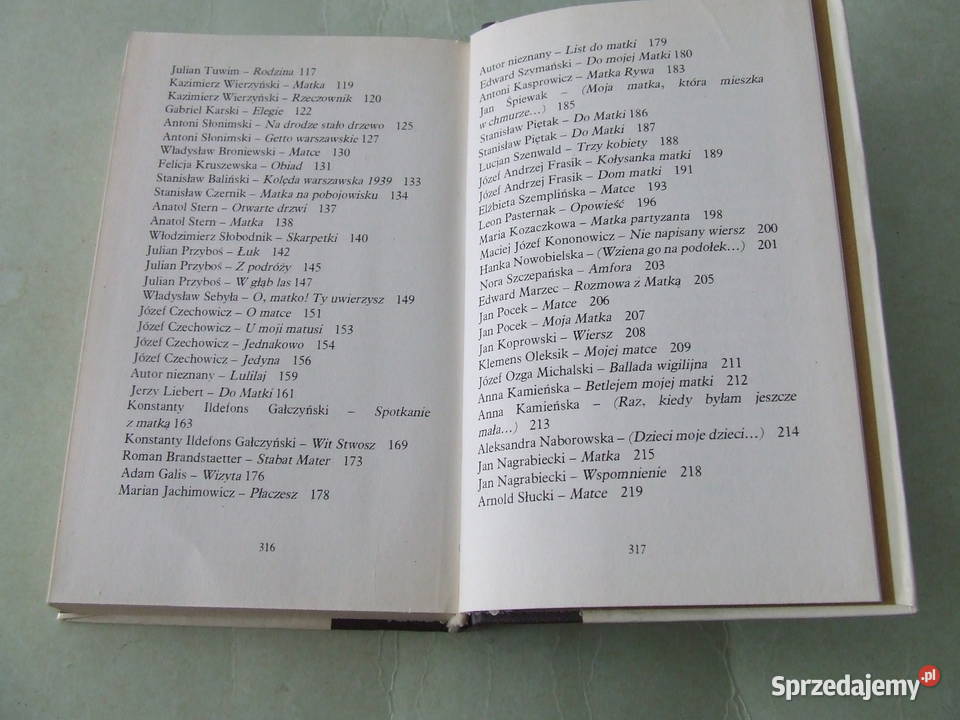 Julian Tuwim – Rodzina 117
Kazimierz Wierzyński – Matka 119
Kazimierz Wierzyński – Rzeczownik 120
Gabriel Karski – Elegie 122
Antoni Słonimski – Na drodze stało drzewo 125
Antoni Słonimski – Getto warszawskie 127
Władysław Broniewski – Matce 130
Felicja Kruszewska – Obiad 131
Stanisław Baliński – Kolęda warszawska 1939 133
Stanisław Czernik – Matka na pobojowisku 134
Anatol Stern – Otwarte drzwi 137
Anatol Stern – Matka 138
Włodzimierz Słobodnik – Skarpetki 140
Julian Przyboś – Łuk 142
Julian Przyboś – Z podróży 145
Julian Przyboś – W głąb las 147
Władysław Sebyła – O, matko! Ty uwierzysz 149
Józef Czechowicz – O matce 151
Józef Czechowicz – U moji matusi 153
Józef Czechowicz – Jednakowo 154
Józef Czechowicz – Jedyna 156
Autor nieznany – Lulilaj 159
Jerzy Liebert – Do Matki 161
Konstanty Ildefons Gałczyński – Spotkanie
z matką 163
Konstanty Ildefons Gałczyński – Wit Stwosz 169
Roman Brandstaetter – Stabat Mater 173
Adam Galis – Wizyta 176
Marian Jachimowicz – Płaczesz 178
316
Autor nieznany – List do matki 179
Edward Szymański – Do mojej Matki 180
Antoni Kasprowicz – Matka Rywa 183
Jan Śpiewak – (Moja matka, która mieszka
w chmurze...) 185
Stanisław Piętak – Do Matki 186
Stanisław Piętak – Do Matki 187
Lucjan Szenwald – Trzy kobiety 188
Józef Andrzej Frasik – Kołysanka matki 189
Józef Andrzej Frasik – Dom matki 191
Elżbieta Szemplińska – Matce 193
Leon Pasternak – Opowieść 196
Maria Kozaczkowa – Matka partyzanta 198
Maciej Józef Kononowicz – Nie napisany wiersz 200
Hanka Nowobielska – (Wziena go na podołek...) 201
Nora Szczepańska – Amfora 203
Edward Marzec – Rozmowa z Matką 205
Jan Pocek – Matce 206
Jan Pocek – Moja Matka 207
Jan Koprowski – Wiersz 208
Klemens Oleksik – Mojej matce 209
Józef Ozga Michalski – Ballada wigilijna 211
Anna Kamieńska – Betlejem mojej matki 212
Anna Kamieńska – (Raz, kiedy byłam jeszcze
mała...) 213
Aleksandra Naborowska – (Dzieci moje dzieci...) 214
Jan Nagrabiecki – Matka 215
Jan Nagrabiecki – Wspomnienie 218
Arnold Słucki – Matce 219
317
Sprzedajemy.pl